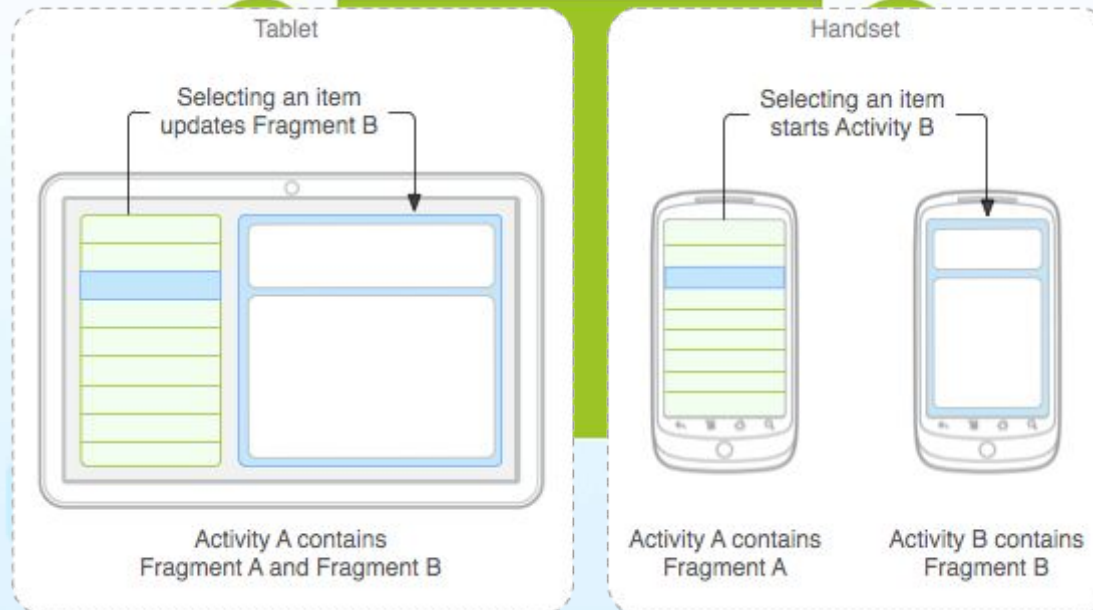 Tablet
Selecting an item
updates Fragment B
Activity A contains
Fragment A and Fragment B
Handset
Selecting an item
starts Activity B
Activity A contains
Fragment A
Activity B contains
Fragment B